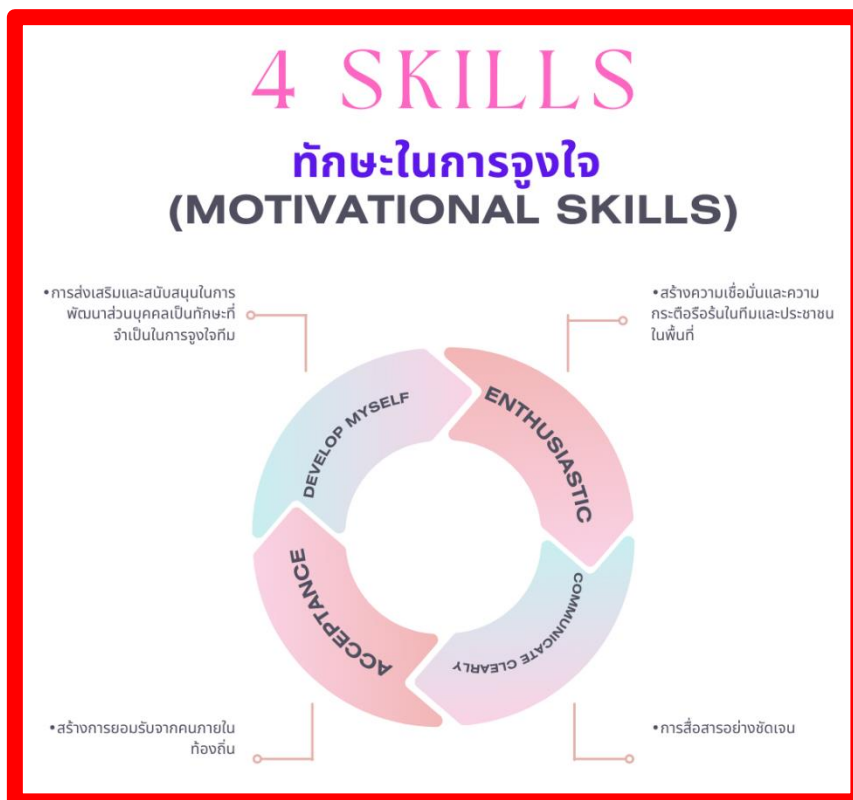 4 SKILLS
ทักษะในการจูงใจ
(MOTIVATIONAL SKILLS)
•การส่งเสริมและสนับสนุนในการ
พัฒนาส่วนบุคคลเป็นทักษะที่
จำเป็นในการจูงใจทีม
•สร้างความเชื่อมั่นและความ
กระตือรือร้นในทีมและประชาชน
ในพื้นที่
DEVELOP MYSELF
ENTHUSIASTIC
ACCEPTANCE
COMMUNICATE CLEARLY
•สร้างการยอมรับจากคนภายใน
ท้องถิ่น
•การสื่อสารอย่างชัดเจน